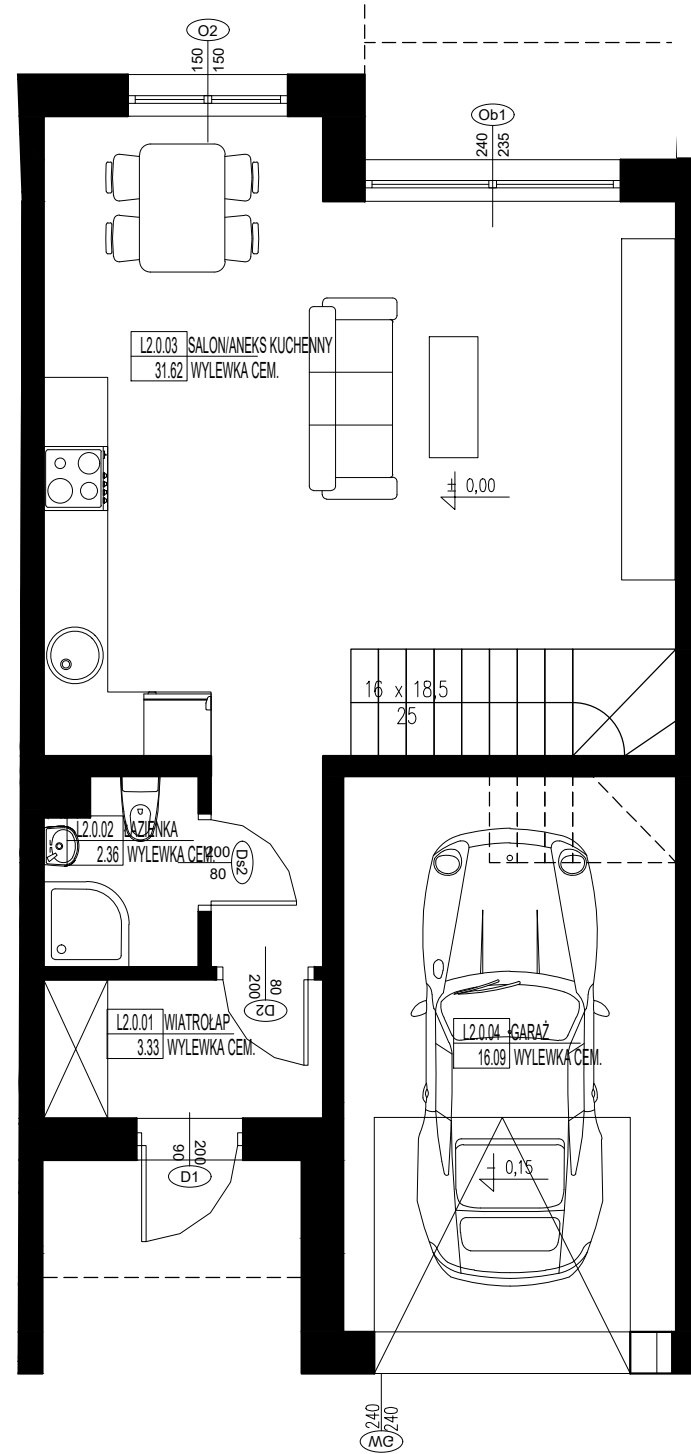 O2
150
150
Ob1
240
235
L2.0.03 SALON/ANEKS KUCHENNY
31.62 WYLEWKA CEM.
± 0,00
16 x 18,5
25
L2.0.02 ŁAZIENKA
2.36 WYLEWKA CEM.
200
80
Ds2
80
200
D2
L2.0.01 WIATROŁAP
3.33 WYLEWKA CEM.
L2.0.04 GARAŻ
16.09 WYLEWKA CEM.
90
200
D1
- 0,15
240
240
GW